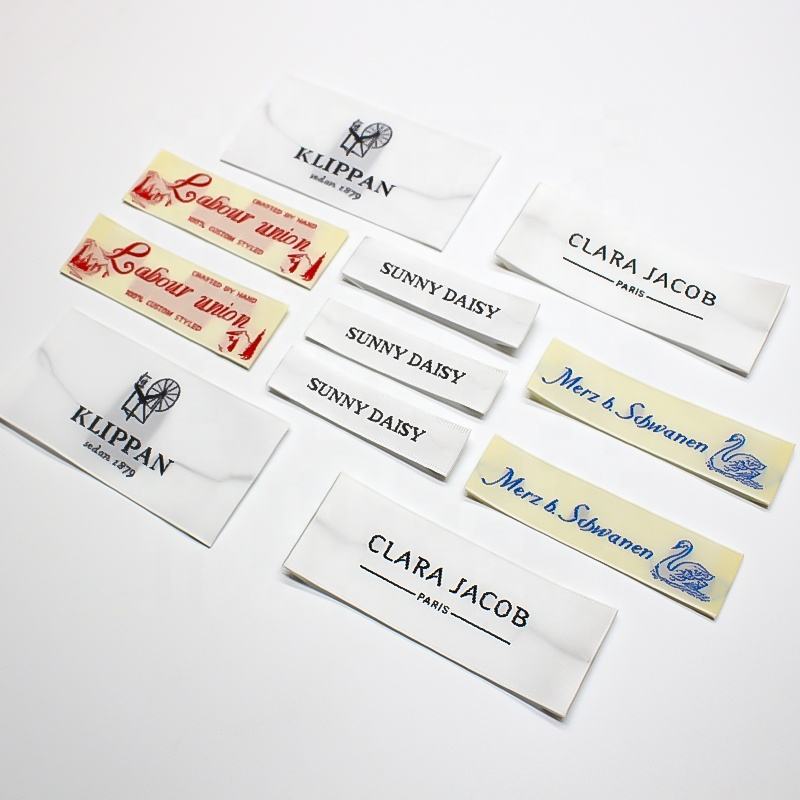 KLIPPAN
sedan 1879
CRAFTED BY HAND
Labour union
100% CUSTOM STYLED
CLARA JACOB
PARIS
CRAFTED BY HAND
Labour union
100% CUSTOM STYLED
SUNNY DAISY
SUNNY DAISY
SUNNY DAISY
Merz b. Schwanen
KLIPPAN
sedan 1879
Merz b. Schwanen
CLARA JACOB
PARIS